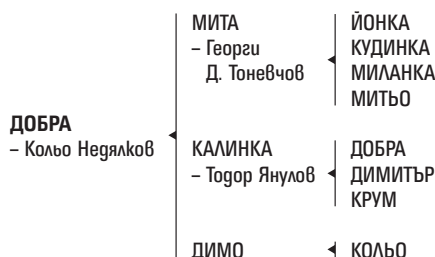 ДОБРА
– Кольо Недялков
МИТА
– Георги
Д. Тоневчов
ЙОНКА
КУДИНКА
МИЛАНКА
МИТЬО
КАЛИНКА
– Тодор Янулов
ДОБРА
ДИМИТЪР
КРУМ
ДИМО
КОЛЬО